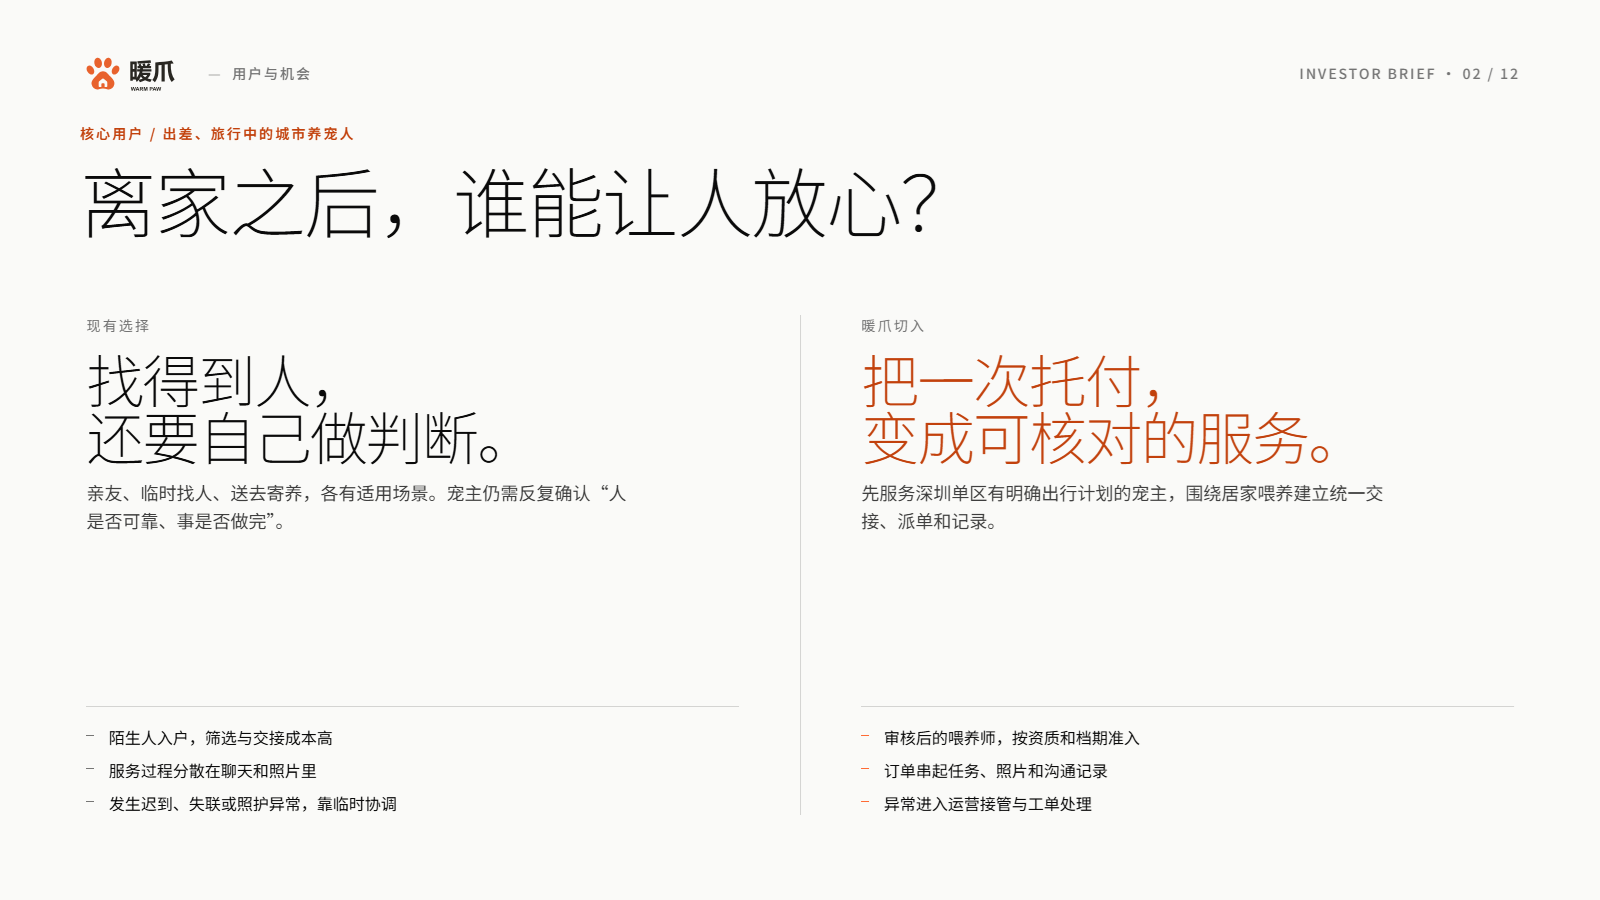 暖爪
WARM PAW
— 用户与机会
INVESTOR BRIEF · 02 / 12
核心用户 / 出差、旅行中的城市养宠人
离家之后，谁能让人放心？
现有选择
找得到人，
还要自己做判断。
亲友、临时找人、送去寄养，各有适用场景。宠主仍需反复确认“人
是否可靠、事是否做完”。
– 陌生人入户，筛选与交接成本高
– 服务过程分散在聊天和照片里
– 发生迟到、失联或照护异常，靠临时协调
暖爪切入
把一次托付，
变成可核对的服务。
先服务深圳单区有明确出行计划的宠主，围绕居家喂养建立统一交
接、派单和记录。
– 审核后的喂养师，按资质和档期准入
– 订单串起任务、照片和沟通记录
– 异常进入运营接管与工单处理